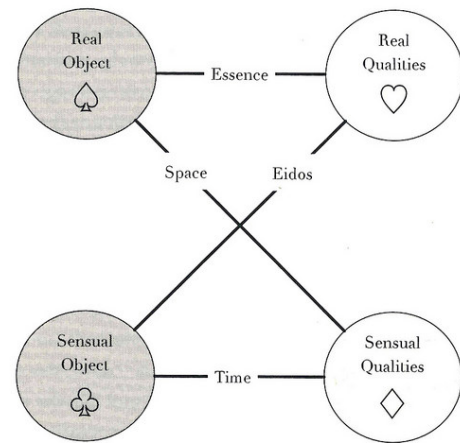 Real
Object
Real
Qualities
Essence
Space
Eidos
Sensual
Object
Sensual
Qualities
Time